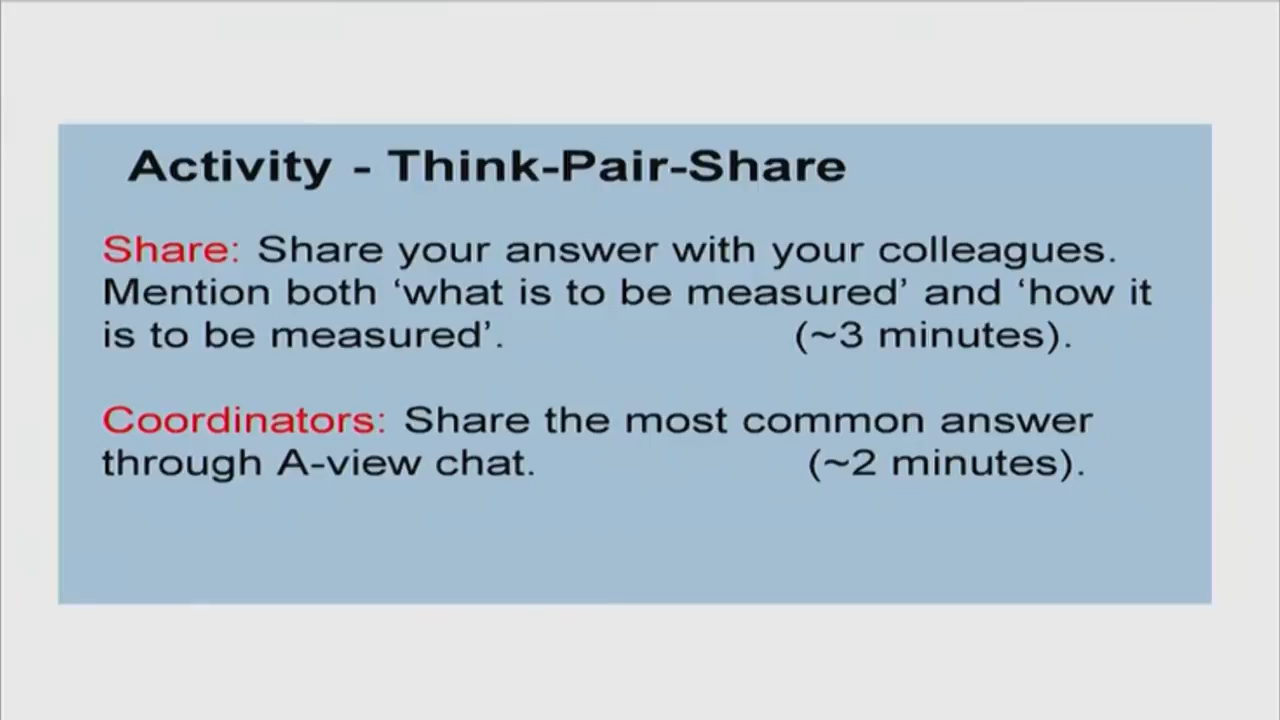 Activity - Think-Pair-Share
Share: Share your answer with your colleagues.
Mention both ‘what is to be measured’ and ‘how it
is to be measured’. (~3 minutes).
Coordinators: Share the most common answer
through A-view chat. (~2 minutes).